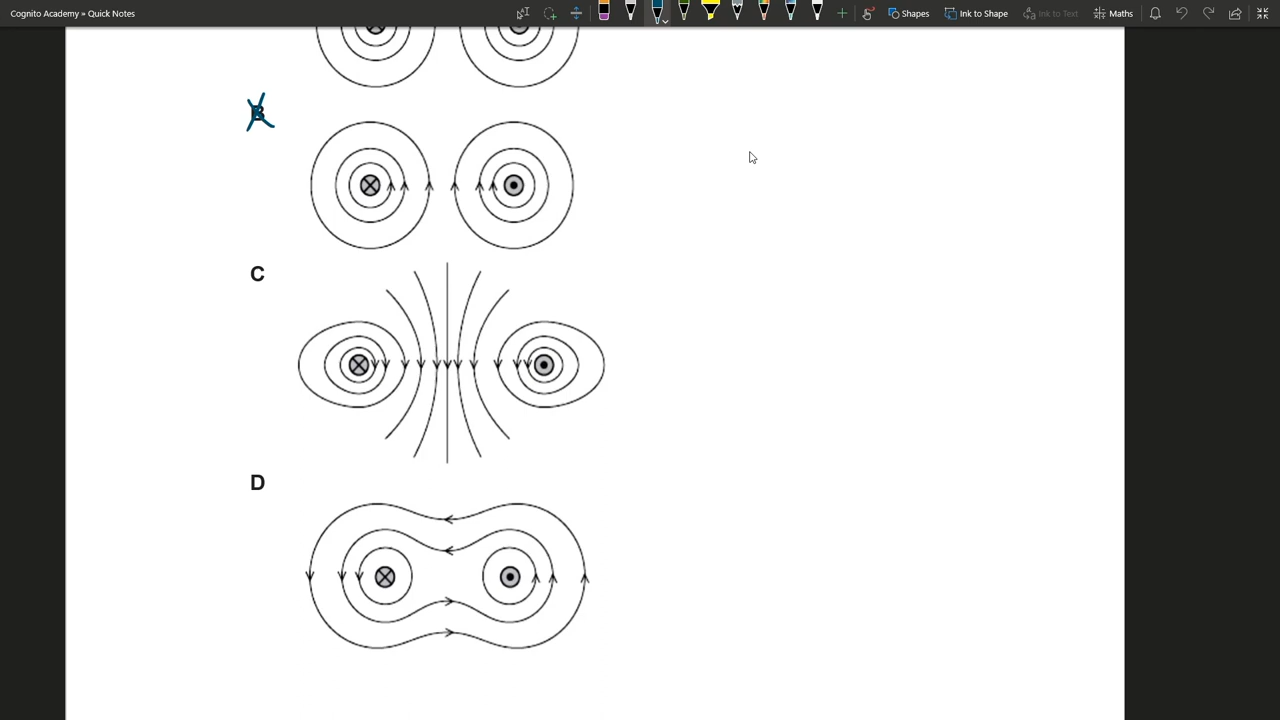 Cognito Academy » Quick Notes
Shapes
Ink to Shape
Ink to Text
Maths
B
C
D